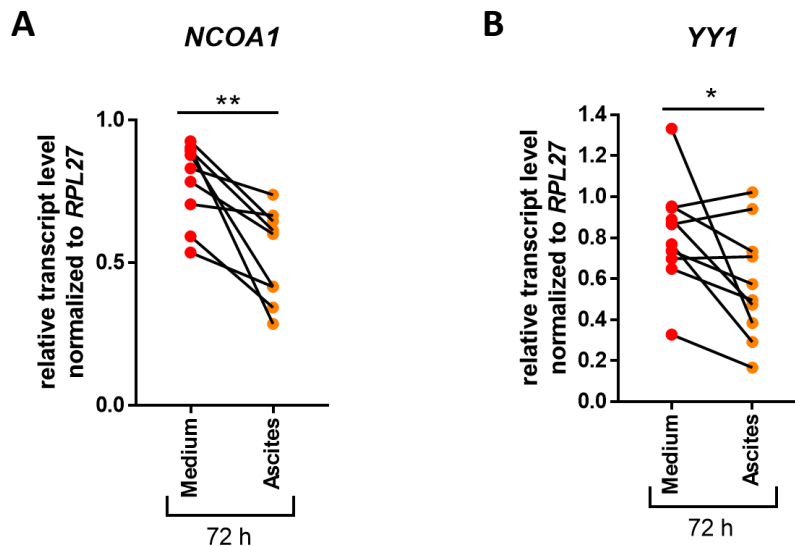 A
NCOA1
**
relative transcript level
normalized to RPL27
1.0
0.5
0.0
Medium
Ascites
72 h
B
YY1
*
relative transcript level
normalized to RPL27
1.4
1.2
1.0
0.8
0.6
0.4
0.2
0.0
Medium
Ascites
72 h